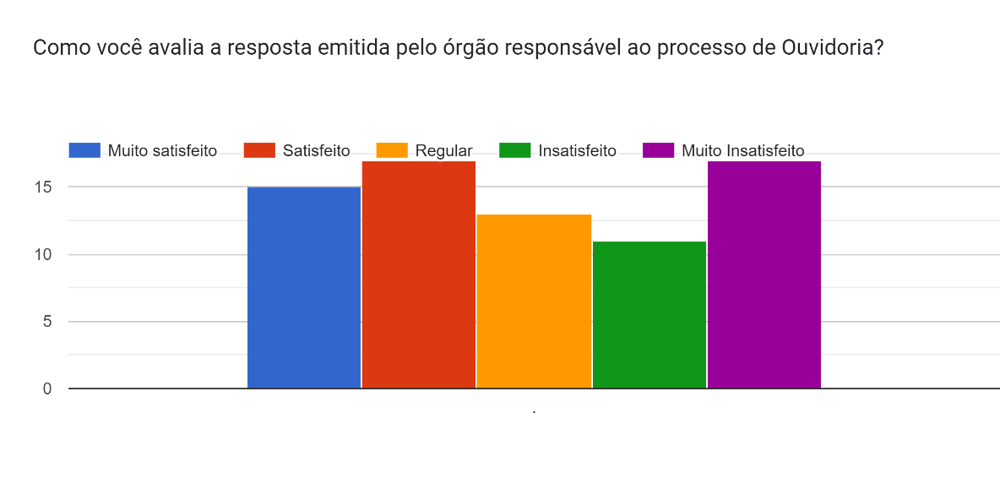 Como você avalia a resposta emitida pelo órgão responsável ao processo de Ouvidoria?
Muito satisfeito Satisfeito Regular Insatisfeito Muito Insatisfeito
15
10
5
0
.